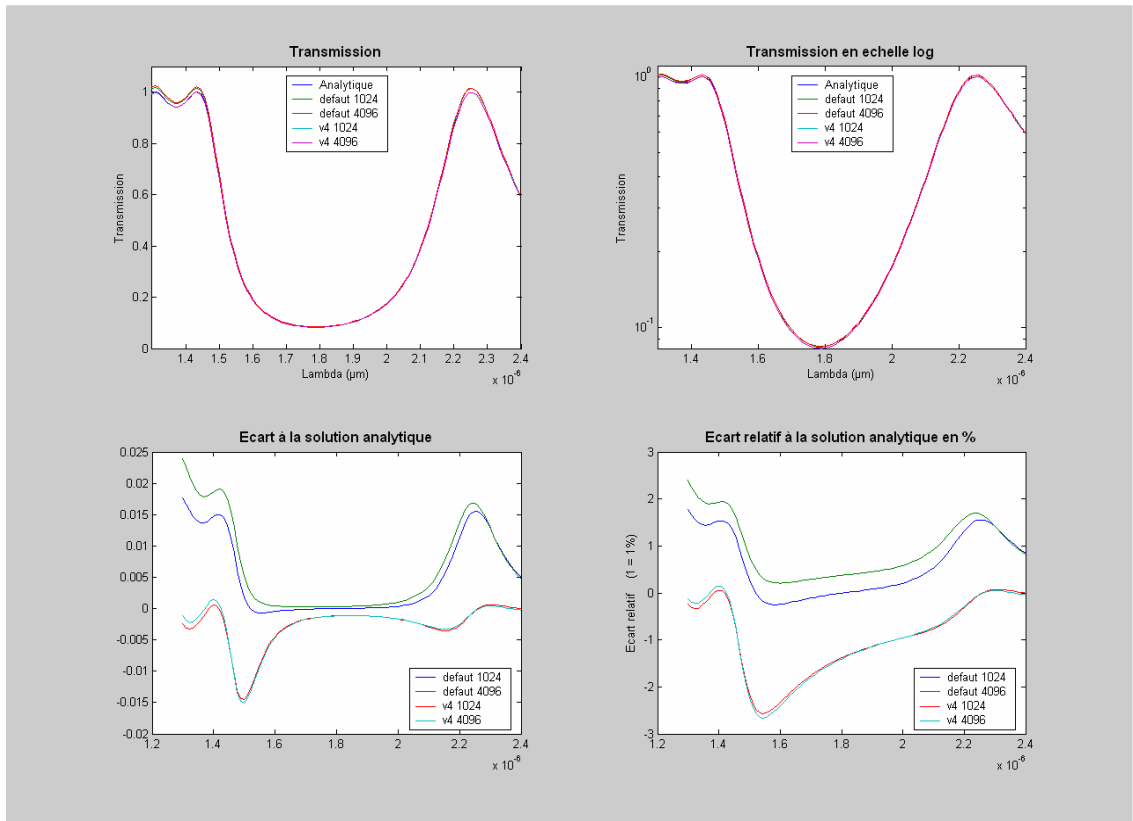 Transmission
Analytique
defaut 1024
defaut 4096
v4 1024
v4 4096
1
0.8
0.6
0.4
0.2
0
Transmission
1.4 1.5 1.6 1.7 1.8 1.9 2 2.1 2.2 2.3 2.4
Lambda (µm)
x 10-6
Transmission en echelle log
Analytique
defaut 1024
defaut 4096
v4 1024
v4 4096
100
10-1
Transmission
1.4 1.6 1.8 2 2.2 2.4
Lambda (µm)
x 10-6
Ecart à la solution analytique
0.025
0.02
0.015
0.01
0.005
0
-0.005
-0.01
-0.015
-0.02
defaut 1024
defaut 4096
v4 1024
v4 4096
1.2 1.4 1.6 1.8 2 2.2 2.4
x 10-6
Ecart relatif à la solution analytique en %
3
2
1
0
-1
-2
-3
Ecart relatif (1 = 1%)
defaut 1024
defaut 4096
v4 1024
v4 4096
1.2 1.4 1.6 1.8 2 2.2 2.4
x 10-6